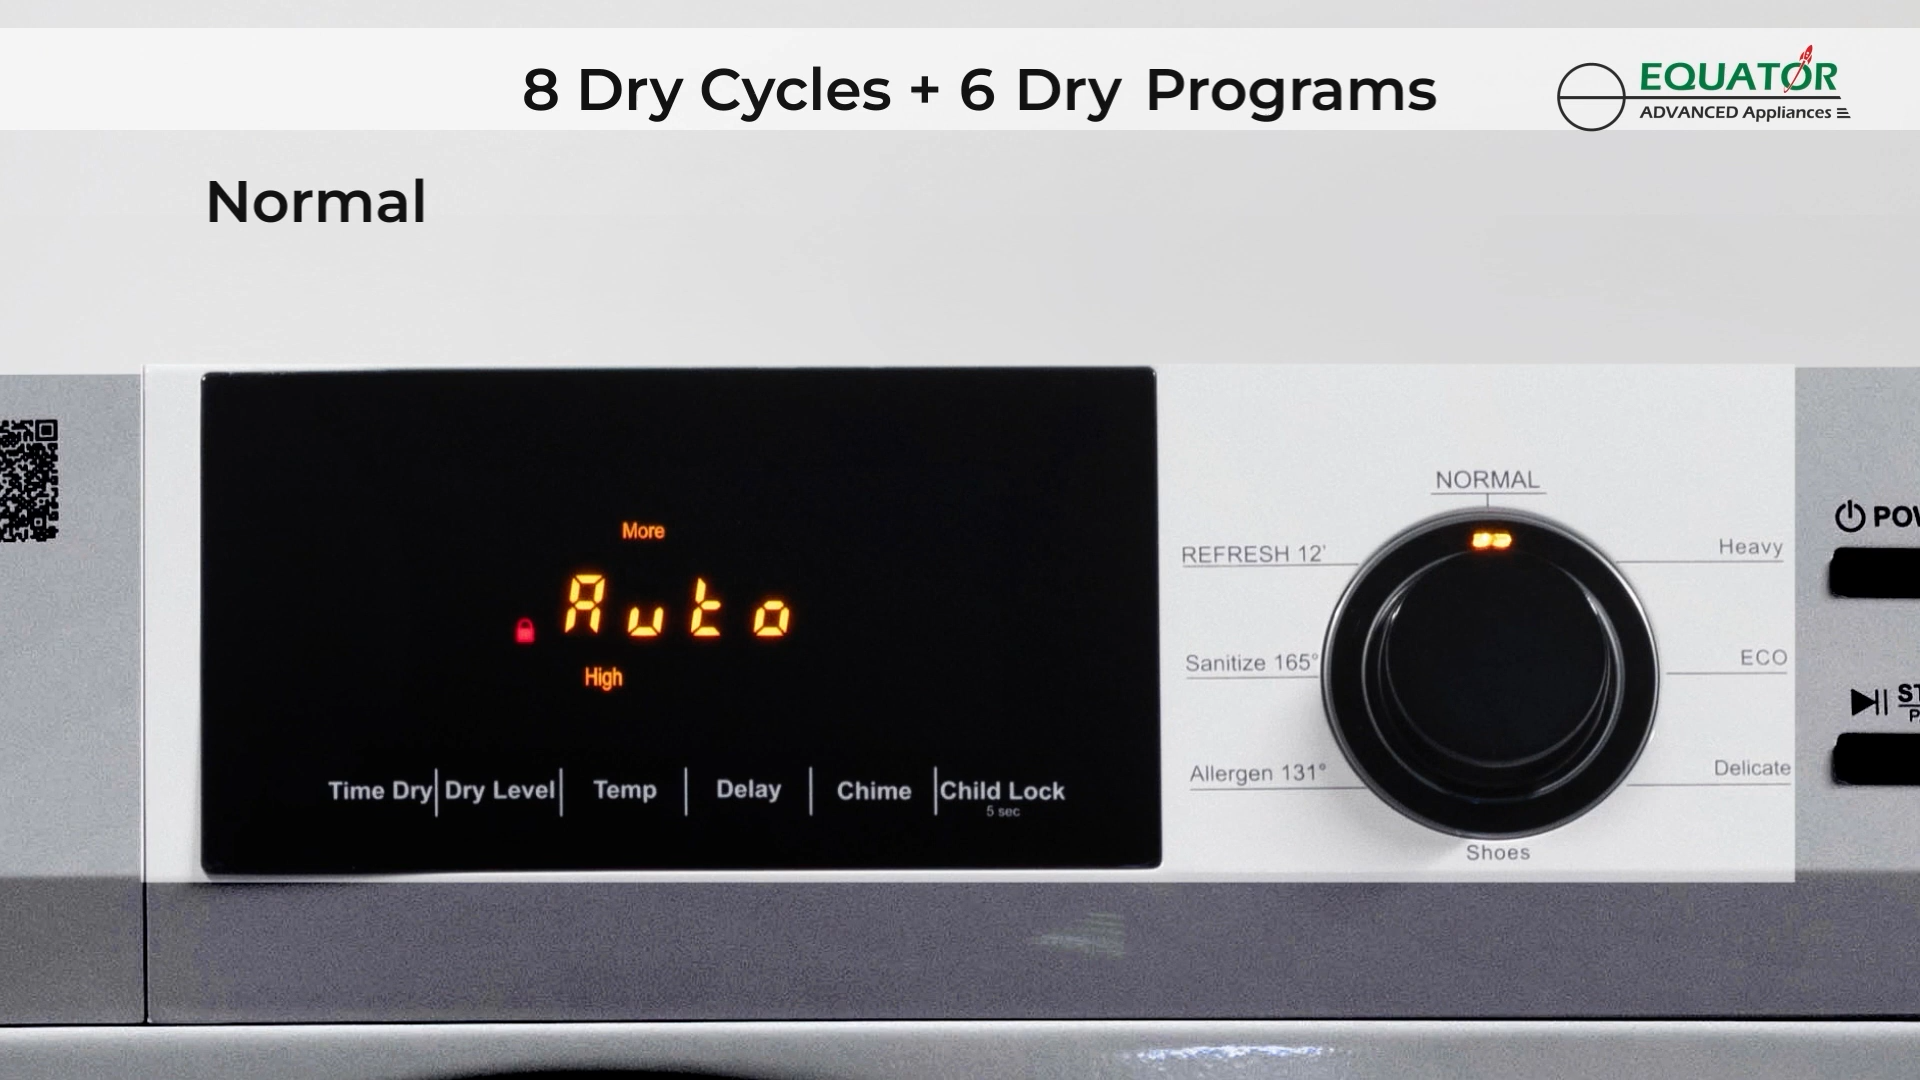 8 Dry Cycles + 6 Dry Programs
EQUATOR
ADVANCED Appliances
Normal
More
Auto
High
Time Dry
Dry Level
Temp
Delay
Chime
Child Lock
5 sec
NORMAL
REFRESH 12'
Heavy
Sanitize 165°
ECO
Allergen 131°
Delicate
Shoes